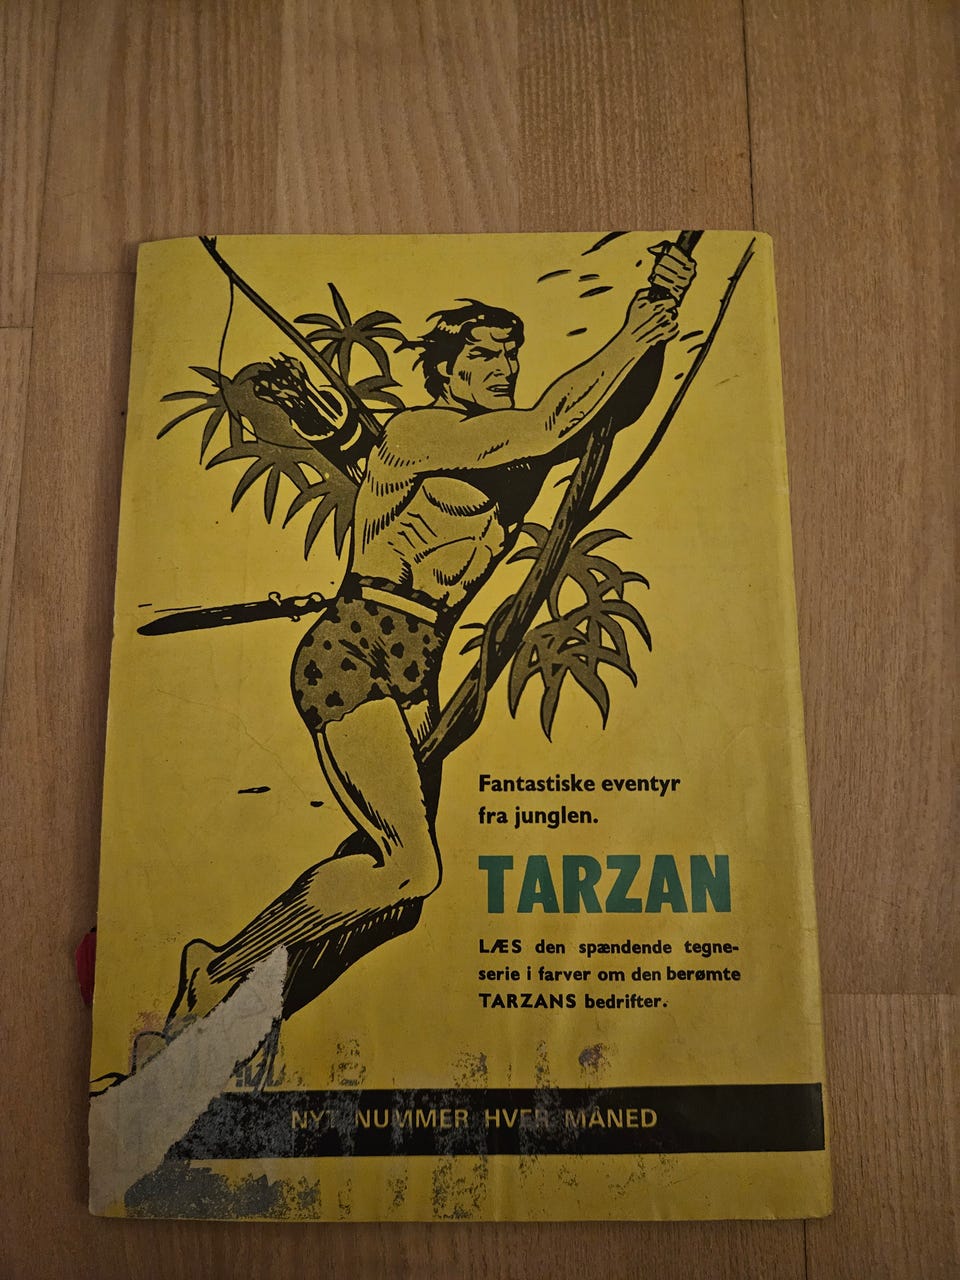 Fantastiske eventyr
fra junglen.
TARZAN
LÆS den spændende tegne-
serie i farver om den berømte
TARZANS bedrifter.
NYT NUMMER HVER MÅNED